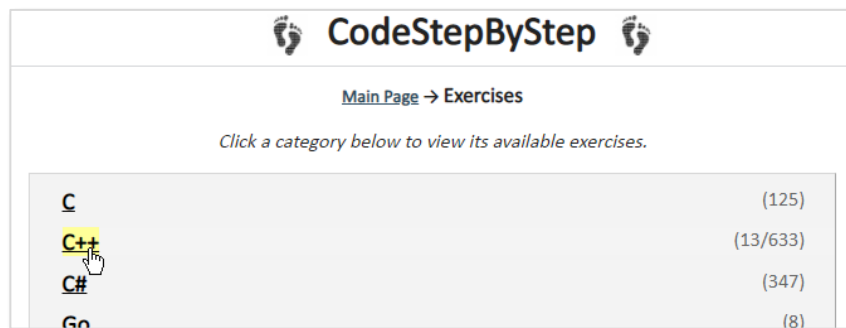 CodeStepByStep
Main Page → Exercises
Click a category below to view its available exercises.
C (125)
C++ (13/633)
C# (347)
Go (8)